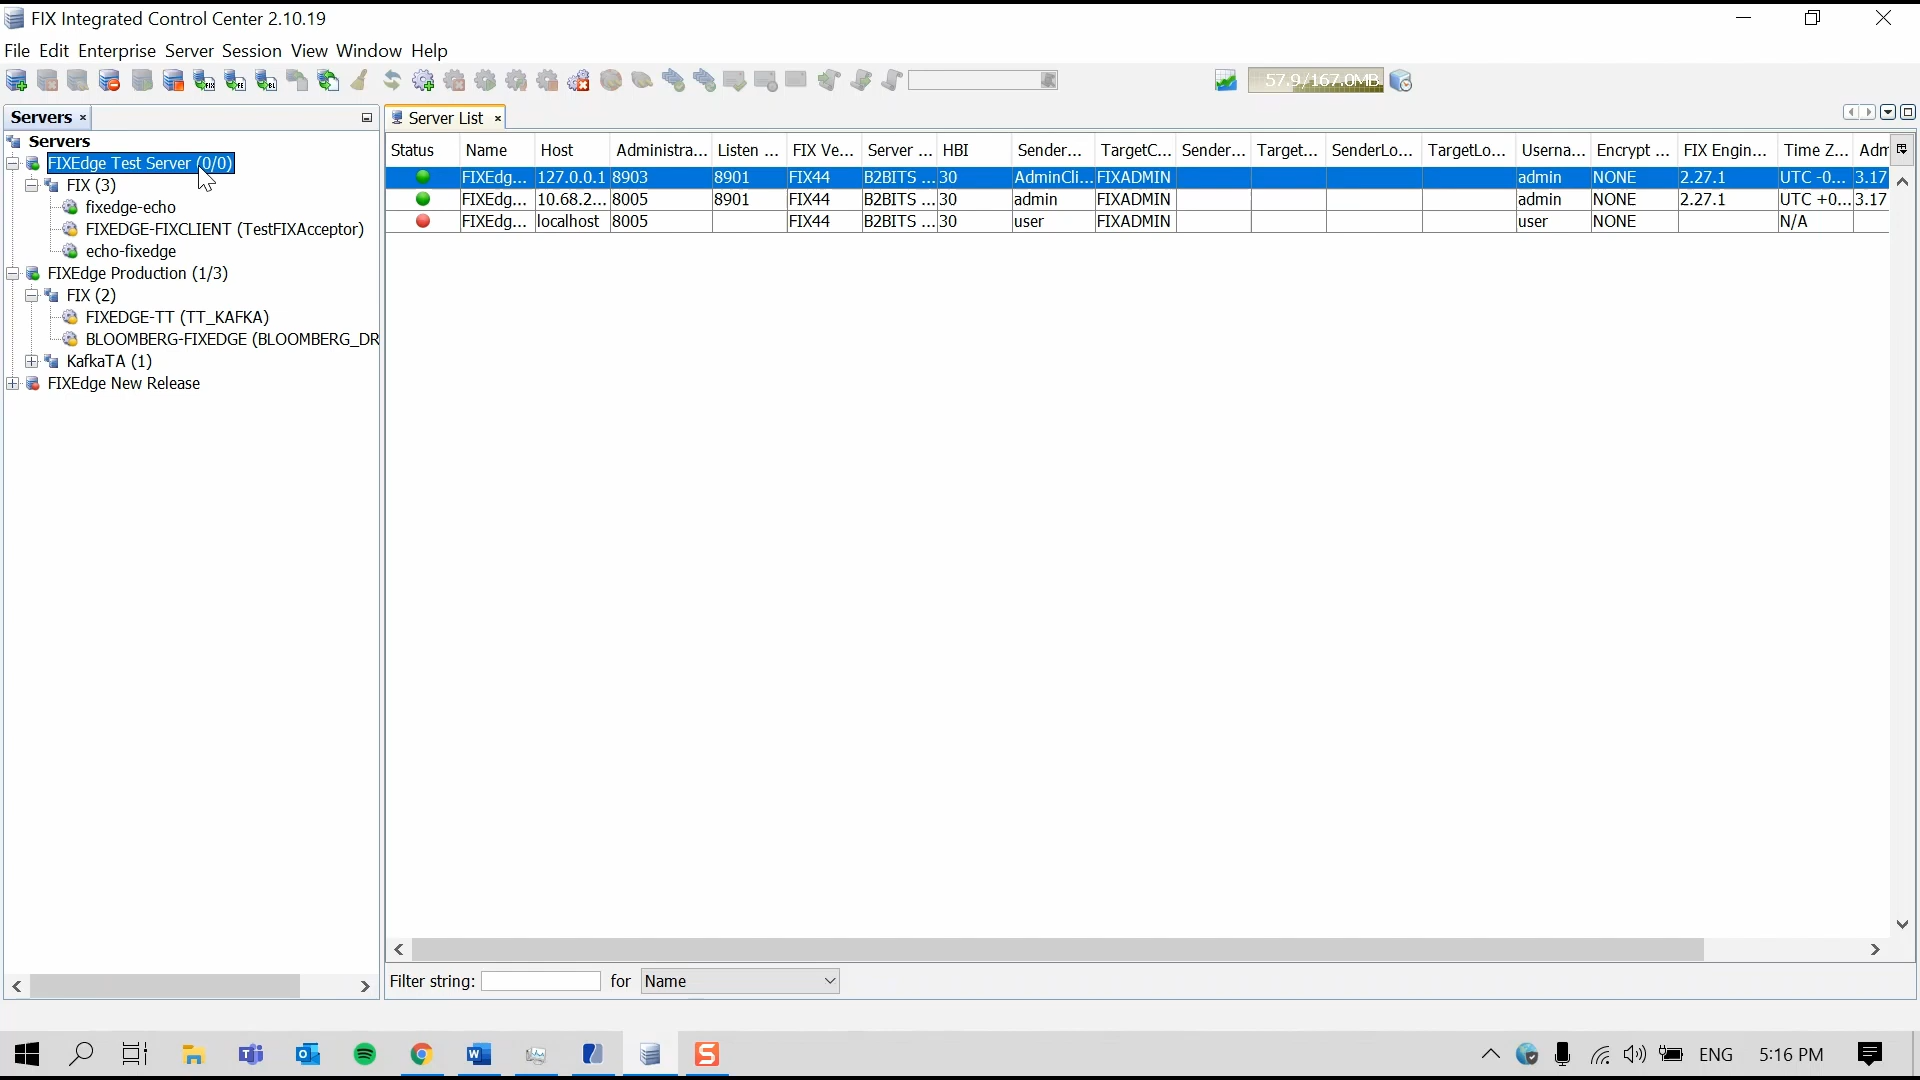 FIX Integrated Control Center 2.10.19
File Edit Enterprise Server Session View Window Help
57.9/167.0MB
Servers
Server List
Servers
FIXEdge Test Server (0/0)
FIX (3)
fixedge-echo
FIXEDGE-FIXCLIENT (TestFIXAcceptor)
echo-fixedge
FIXEdge Production (1/3)
FIX (2)
FIXEDGE-TT (TT_KAFKA)
BLOOMBERG-FIXEDGE (BLOOMBERG_DR
KafkaTA (1)
FIXEdge New Release
Status Name Host Administra... Listen ... FIX Ve... Server ... HBI Sender... TargetC... Sender... Target... SenderLo... TargetLo... Userna... Encrypt ... FIX Engin... Time Z... Adm
FIXEdg... 127.0.0.1 8903 8901 FIX44 B2BITS ... 30 AdminCli... FIXADMIN admin NONE 2.27.1 UTC -0... 3.17
FIXEdg... 10.68.2... 8005 8901 FIX44 B2BITS ... 30 admin FIXADMIN admin NONE 2.27.1 UTC +0... 3.17
FIXEdg... localhost 8005 FIX44 B2BITS ... 30 user FIXADMIN user NONE N/A
Filter string: for Name
ENG 5:16 PM